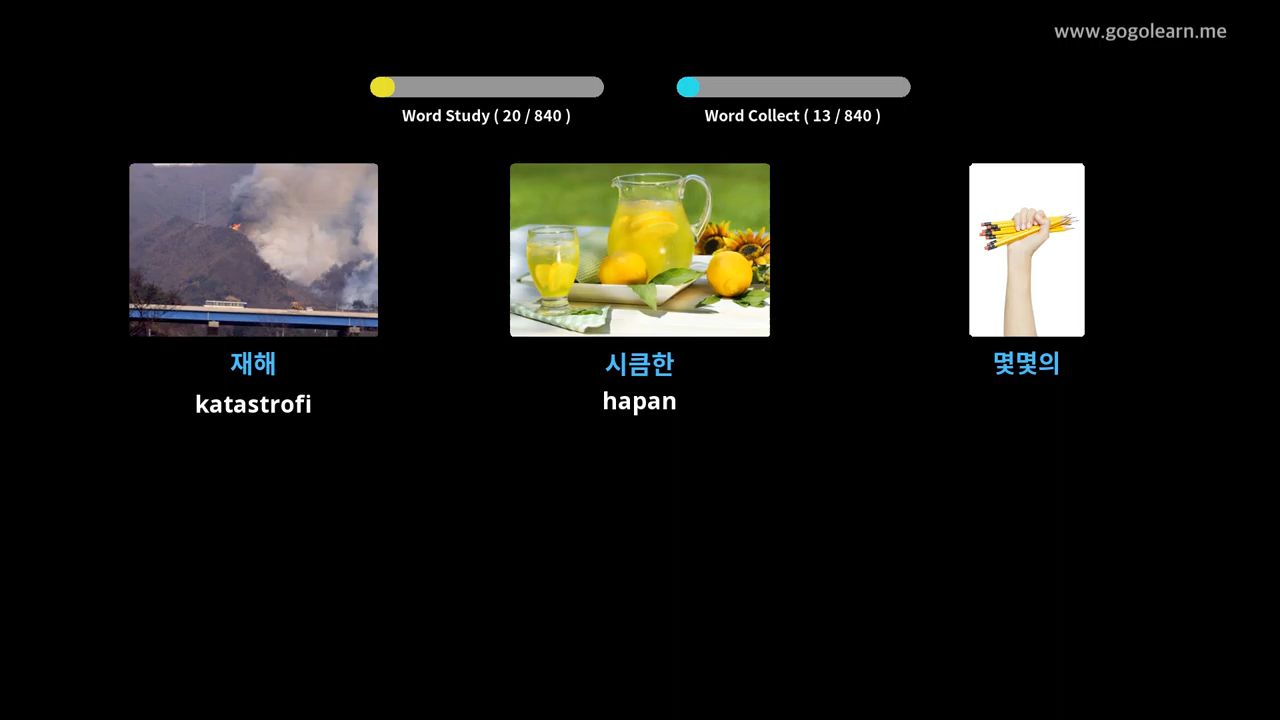 www.gogolearn.me
Word Study ( 20 / 840 )
Word Collect ( 13 / 840 )
재해
시큼한
몇몇의
katastrofi
hapan